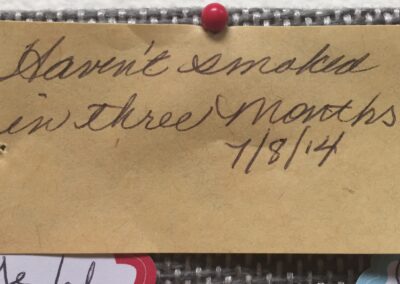 Haven't smoked
in three Months
7/8/14